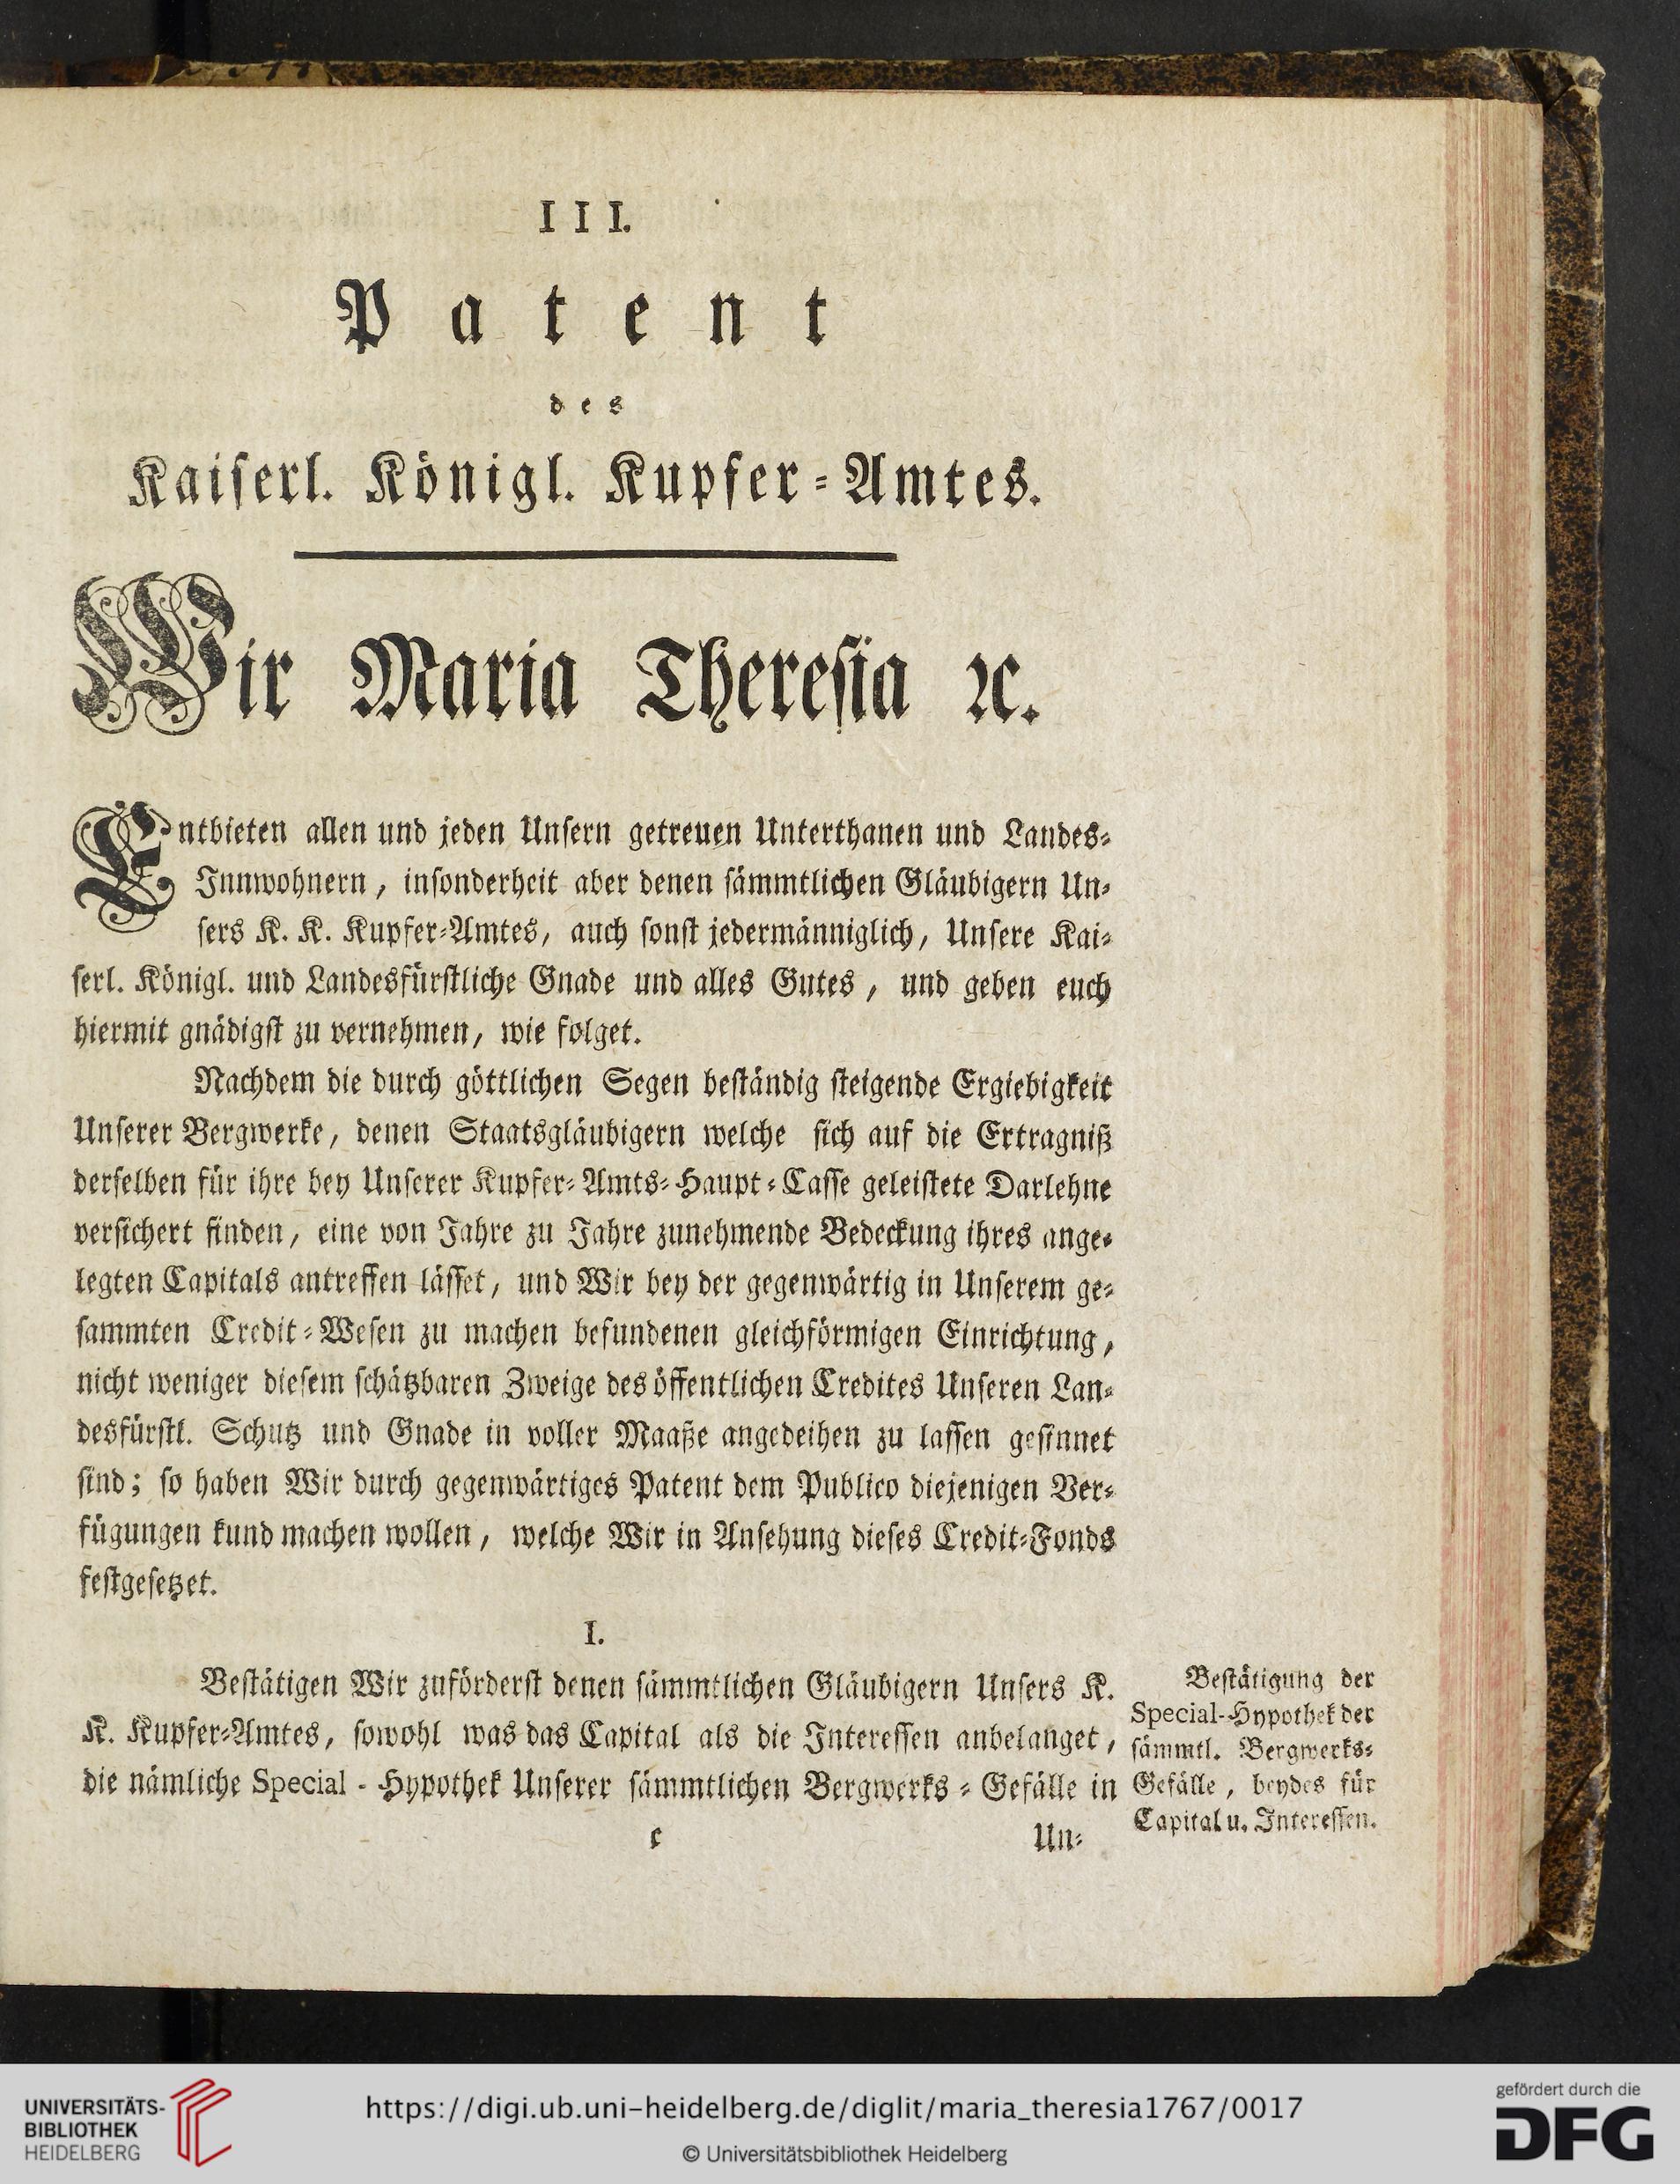 III.
Patent
des
Kaiserl. Königl. Kupfer-Amtes.
Wir Maria Theresia ꝛc.
Entbieten allen und jeden Unsern getreuen Unterthanen und Landes-
Innwohnern, insonderheit aber denen sämmtlichen Gläubigern Un-
sers K. K. Kupfer-Amtes, auch sonst jedermänniglich, Unsere Kai-
serl. Königl. und Landesfürstliche Gnade und alles Gutes, und geben euch
hiermit gnädigst zu vernehmen, wie folget.
Nachdem die durch göttlichen Segen beständig steigende Ergiebigkeit
Unserer Bergwerke, denen Staatsgläubigern welche sich auf die Ertragniß
derselben für ihre bey Unserer Kupfer-Amts-Haupt-Casse geleistete Darlehne
versichert finden, eine von Jahre zu Jahre zunehmende Bedeckung ihres ange-
legten Capitals antreffen lässet, und Wir bey der gegenwärtig in Unserem ge-
sammten Credit-Wesen zu machen befundenen gleichförmigen Einrichtung,
nicht weniger diesem schätzbaren Zweige des öffentlichen Credites Unseren Lan-
desfürstl. Schutz und Gnade in voller Maaße angedeihen zu lassen gesinnet
sind; so haben Wir durch gegenwärtiges Patent dem Publico diejenigen Ver-
fügungen kund machen wollen, welche Wir in Ansehung dieses Credit-Fonds
festgesetzet.
I.
Bestätigen Wir zuförderst denen sämmtlichen Gläubigern Unsers K.
K. Kupfer-Amtes, sowohl was das Capital als die Interessen anbelanget,
die nämliche Special-Hypothek Unserer sämmtlichen Bergwerks-Gefälle in
Bestätigung der
Special-Hypothek der
sämmtl. Bergwerks-
Gefälle, beydes für
Capital u. Interessen.
c
Un-
UNIVERSITÄTS-
BIBLIOTHEK
HEIDELBERG
https://digi.ub.uni-heidelberg.de/diglit/maria_theresia1767/0017
© Universitätsbibliothek Heidelberg
gefördert durch die
DFG